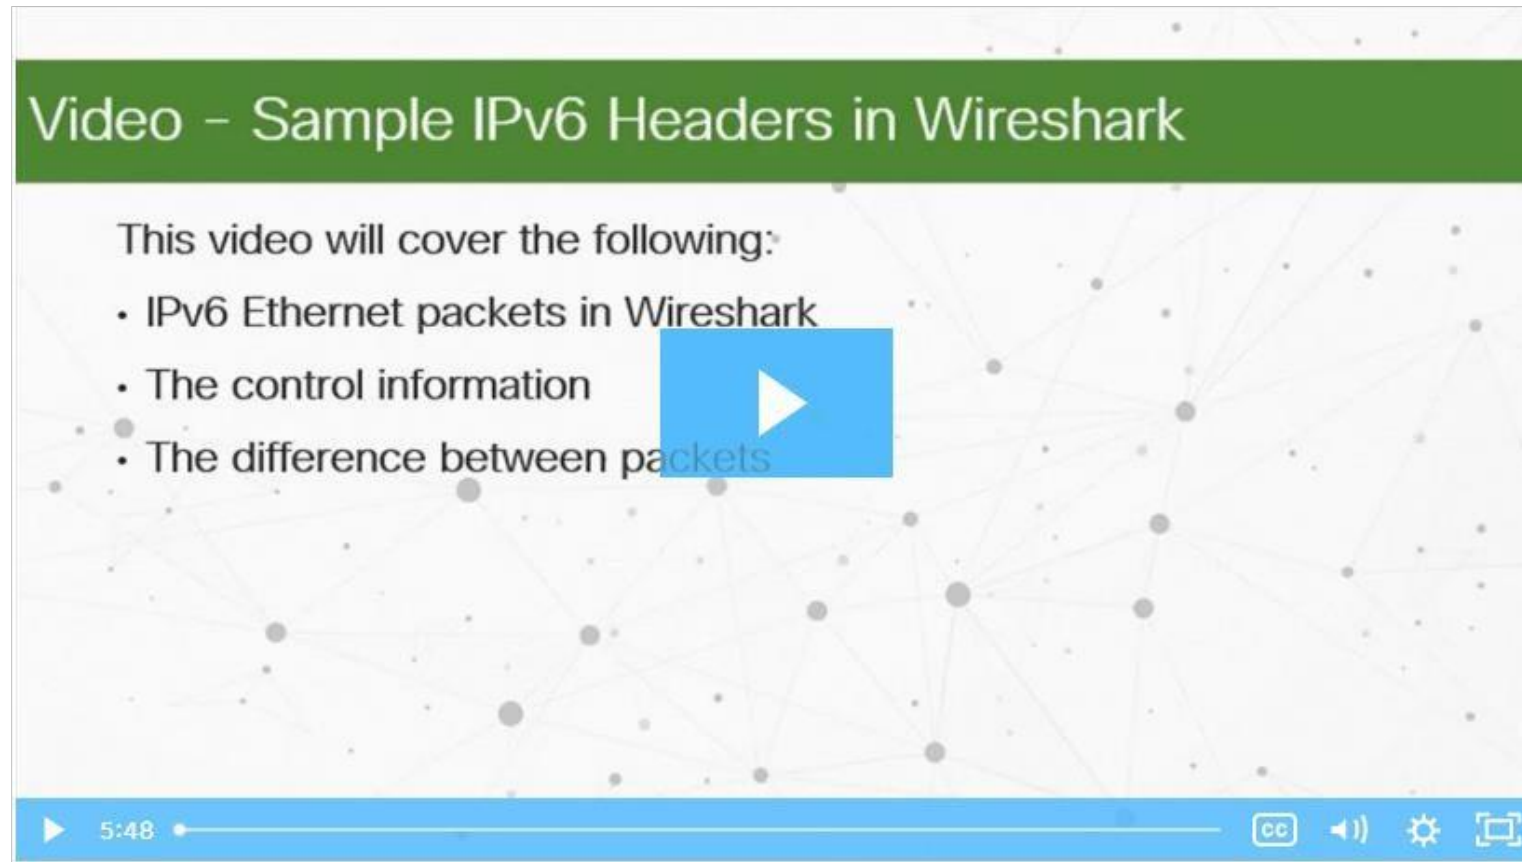 Video - Sample IPv6 Headers in Wireshark
This video will cover the following:
• IPv6 Ethernet packets in Wireshark
• The control information
• The difference between packets
5:48
CC